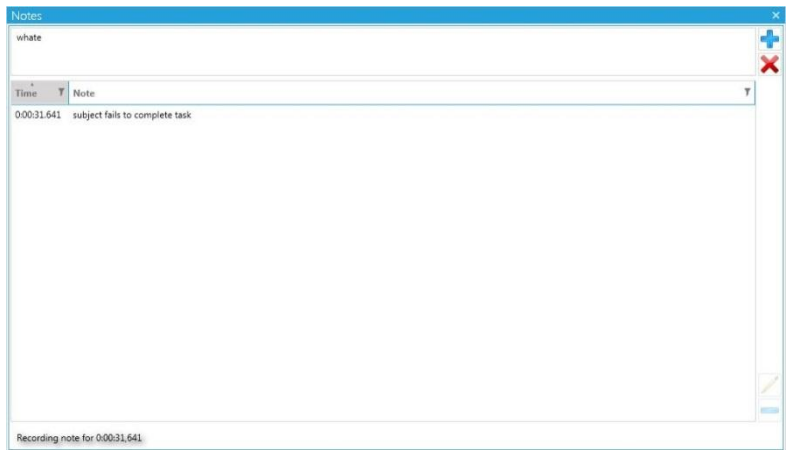 Notes
whate
Time Note
0:00:31.641 subject fails to complete task
Recording note for 0:00:31,641